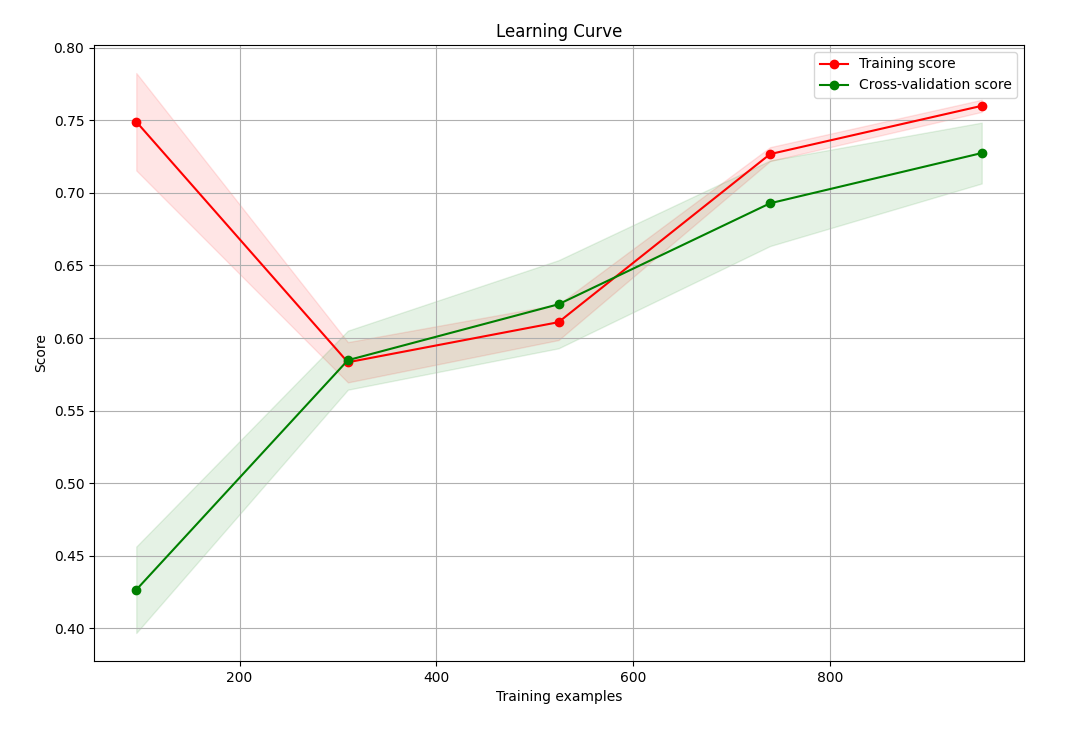 Learning Curve
Training score
Cross-validation score
0.80
0.75
0.70
0.65
0.60
0.55
0.50
0.45
0.40
Score
200 400 600 800
Training examples